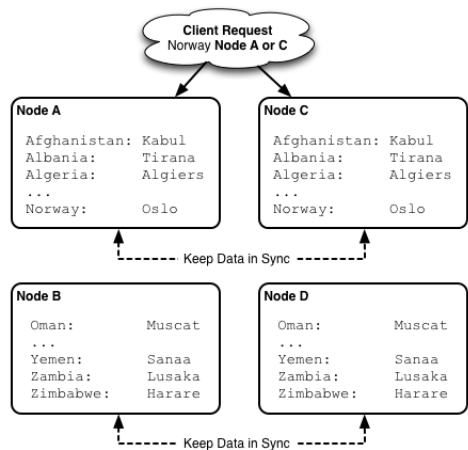 Client Request
Norway Node A or C
Node A
Afghanistan: Kabul
Albania: Tirana
Algeria: Algiers
...
Norway: Oslo
Node C
Afghanistan: Kabul
Albania: Tirana
Algeria: Algiers
...
Norway: Oslo
Keep Data in Sync
Node B
Oman: Muscat
...
Yemen: Sanaa
Zambia: Lusaka
Zimbabwe: Harare
Node D
Oman: Muscat
...
Yemen: Sanaa
Zambia: Lusaka
Zimbabwe: Harare
Keep Data in Sync